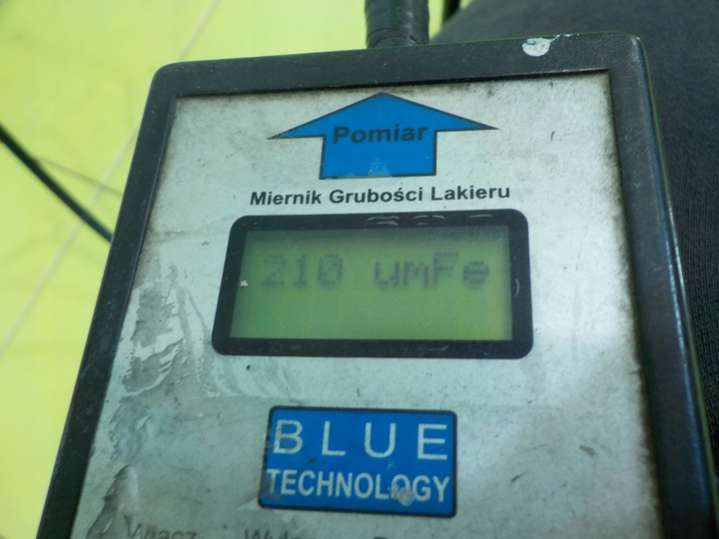 Pomiar
Miernik Grubości Lakieru
210 umFe
BLUE
TECHNOLOGY